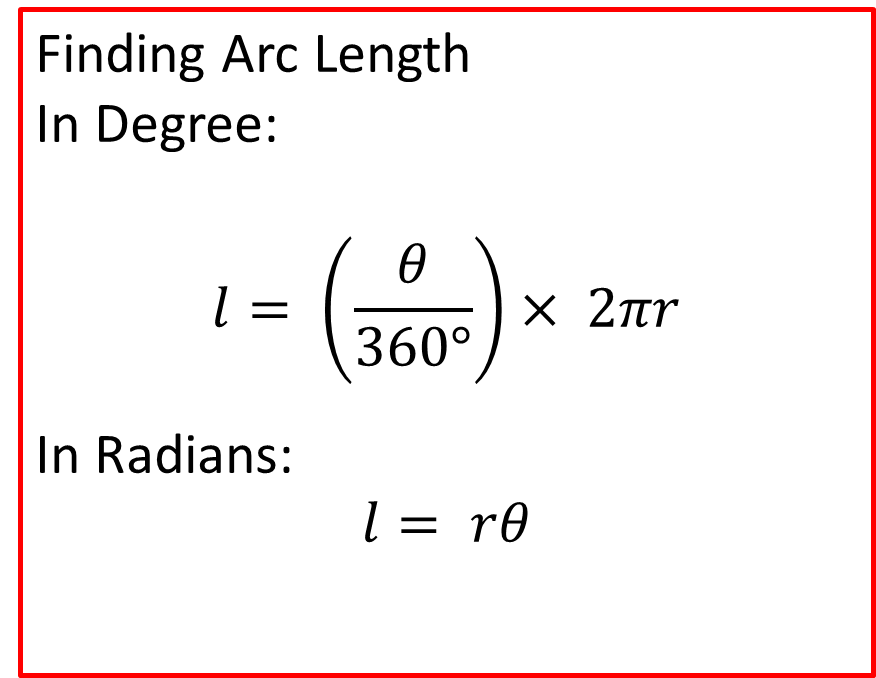 Finding Arc Length
In Degree:
l = (θ/360°) × 2πr
In Radians:
l = rθ